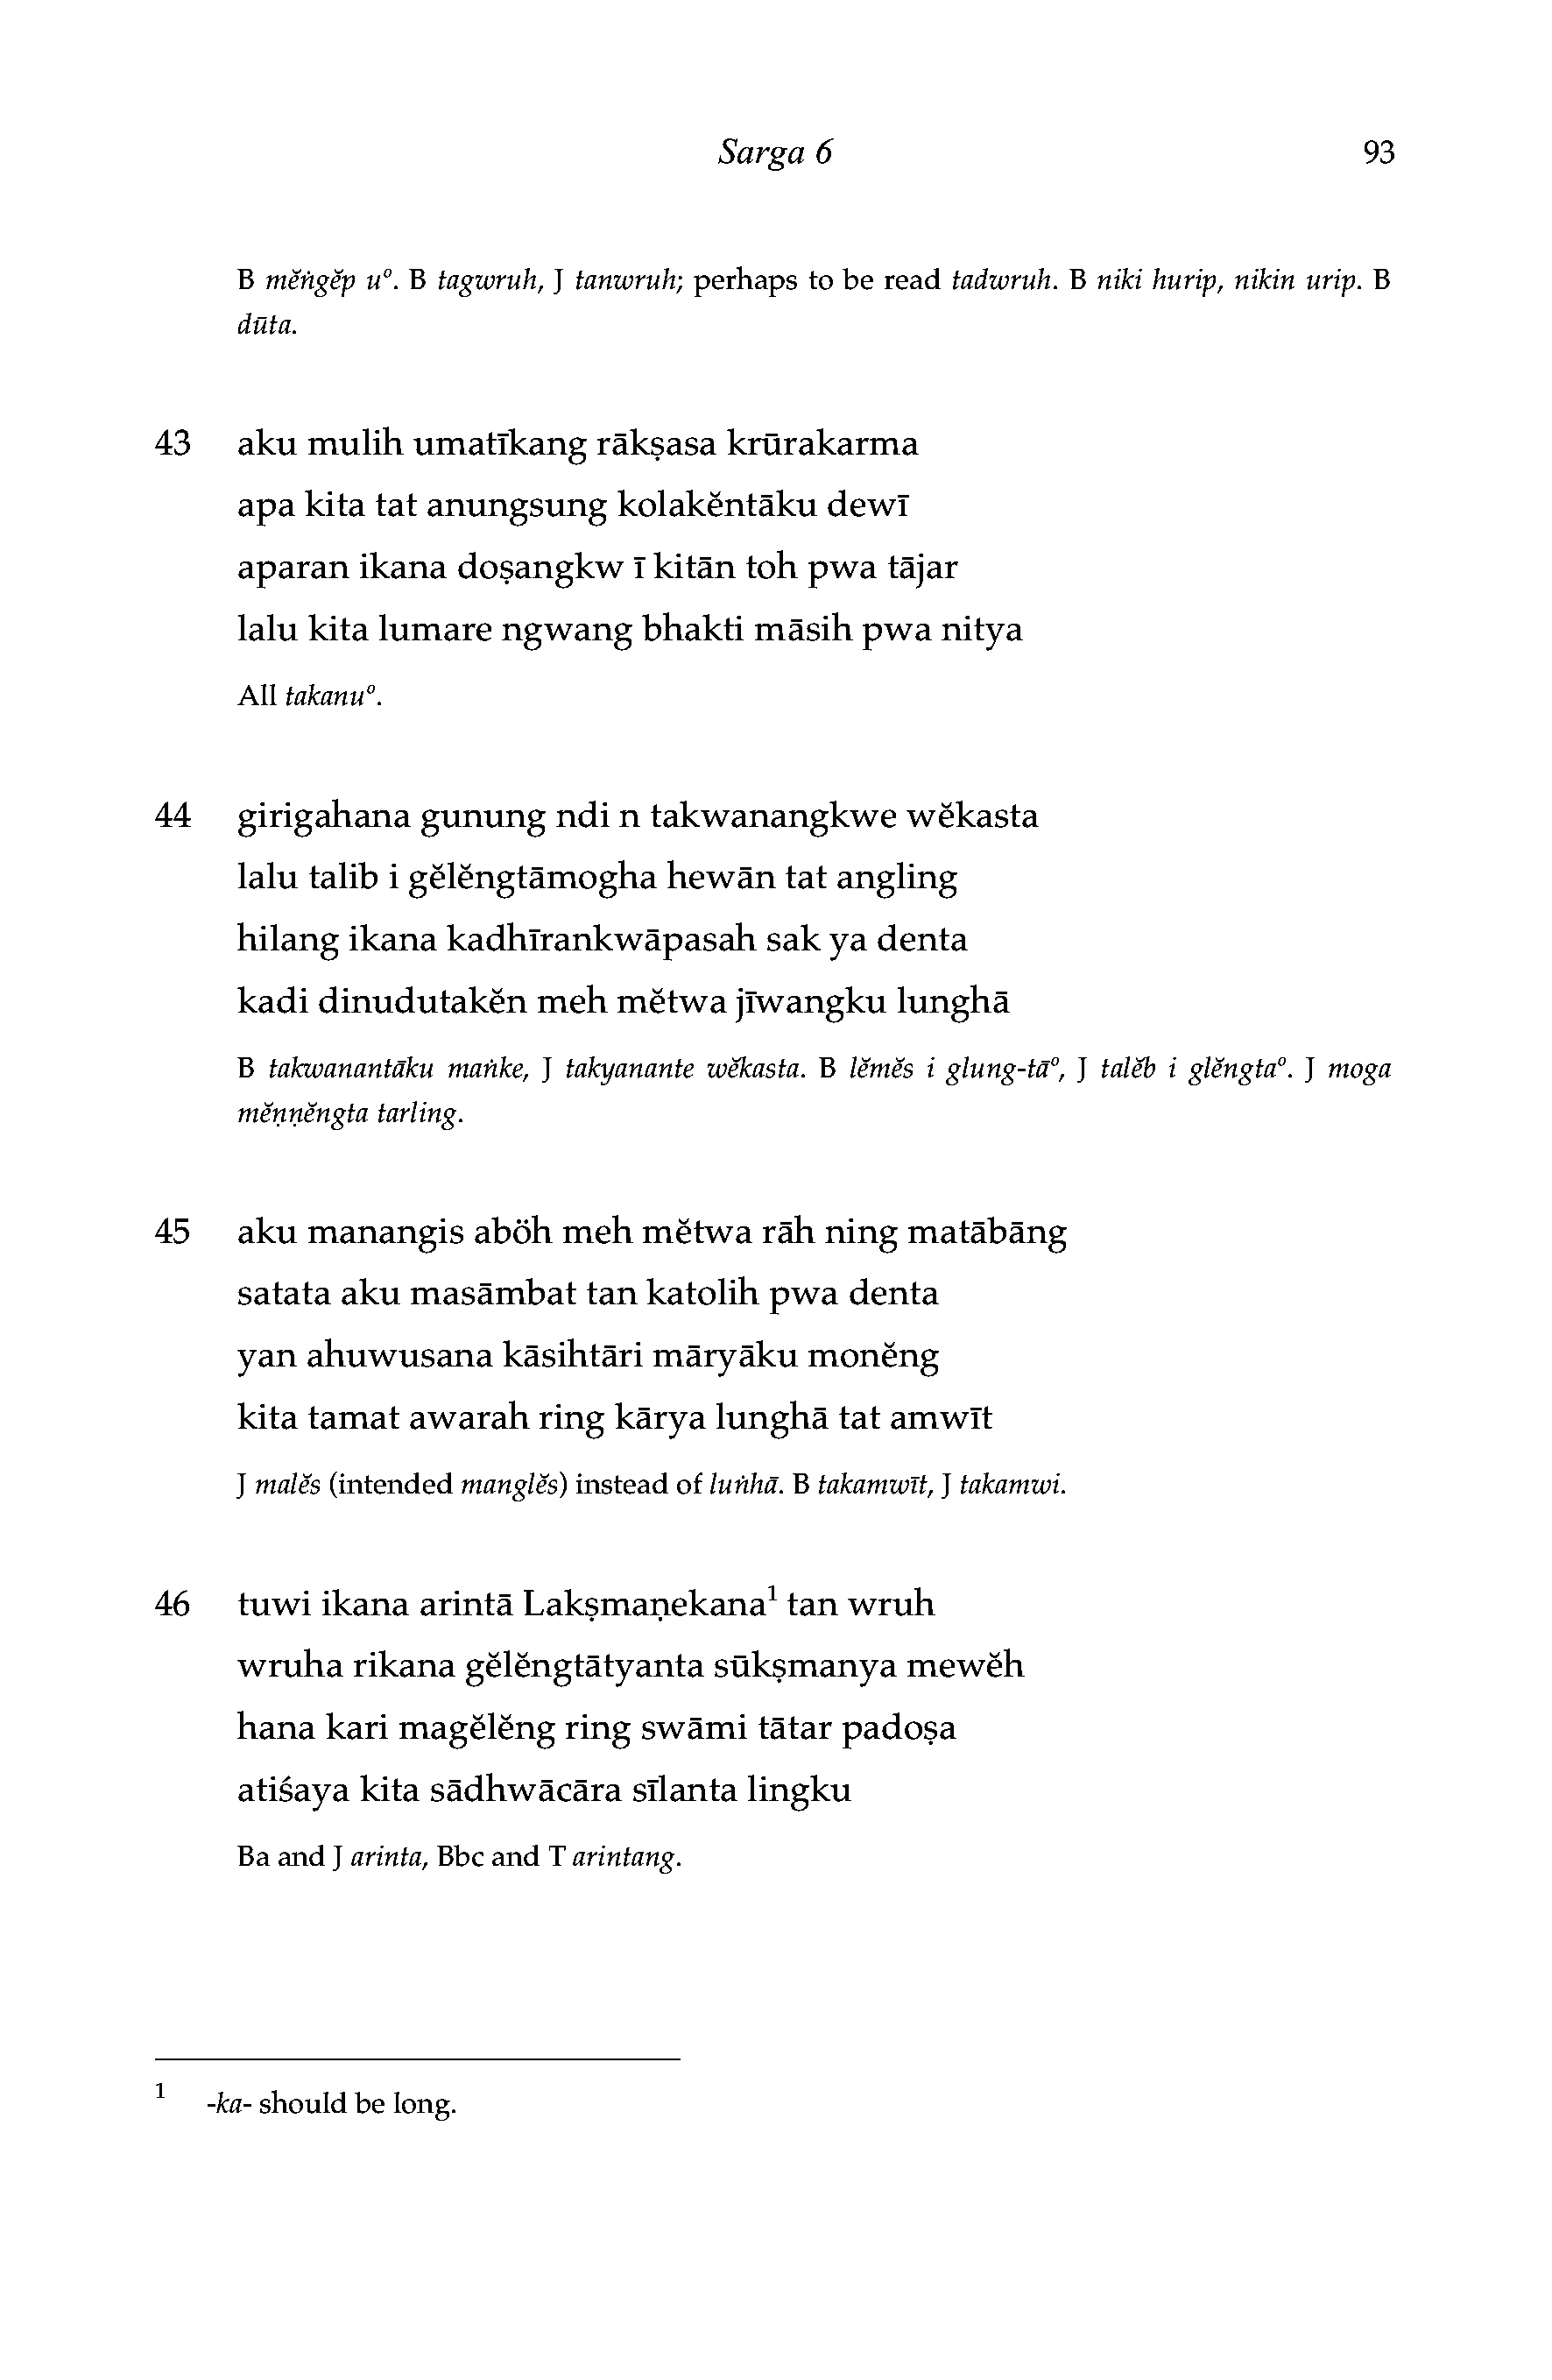 Sarga 6 93
B mĕṅgĕp uº. B tagwruh, J tanwruh; perhaps to be read tadwruh. B niki hurip, nikin urip. B
dūta.
43 aku mulih umatīkang rākṣasa krūrakarma
apa kita tat anungsung kolakĕntāku dewī
aparan ikana doṣangkw ī kitān toh pwa tājar
lalu kita lumare ngwang bhakti māsih pwa nitya
All takanuº.
44 girigahana gunung ndi n takwanangkwe wĕkasta
lalu talib i gĕlĕngtāmogha hewān tat angling
hilang ikana kadhīrankwāpasah sak ya denta
kadi dinudutakĕn meh mĕtwa jīwangku lunghā
B takwanantāku maṅke, J takyanante wĕkasta. B lĕmĕs i glung-tāº, J talĕb i glĕngtaº. J moga
mĕṇṇĕngta tarling.
45 aku manangis aböh meh mĕtwa rāh ning matābāng
satata aku masāmbat tan katolih pwa denta
yan ahuwusana kāsihtāri māryāku monĕng
kita tamat awarah ring kārya lunghā tat amwīt
J malĕs (intended manglĕs) instead of luṅhā. B takamwīt, J takamwi.
46 tuwi ikana arintā Lakṣmaṇekana¹ tan wruh
wruha rikana gĕlĕngtātyanta sūkṣmanya mewĕh
hana kari magĕlĕng ring swāmi tātar padoṣa
atiśaya kita sādhwācāra sīlanta lingku
Ba and J arinta, Bbc and T arintang.
1 -ka- should be long.